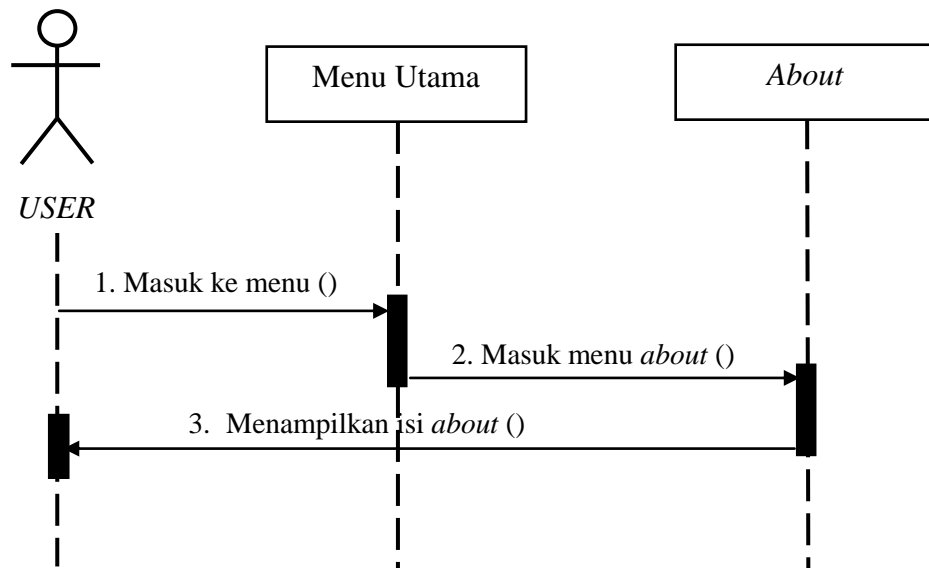 Menu Utama
About
USER
1. Masuk ke menu ()
2. Masuk menu about ()
3. Menampilkan isi about ()